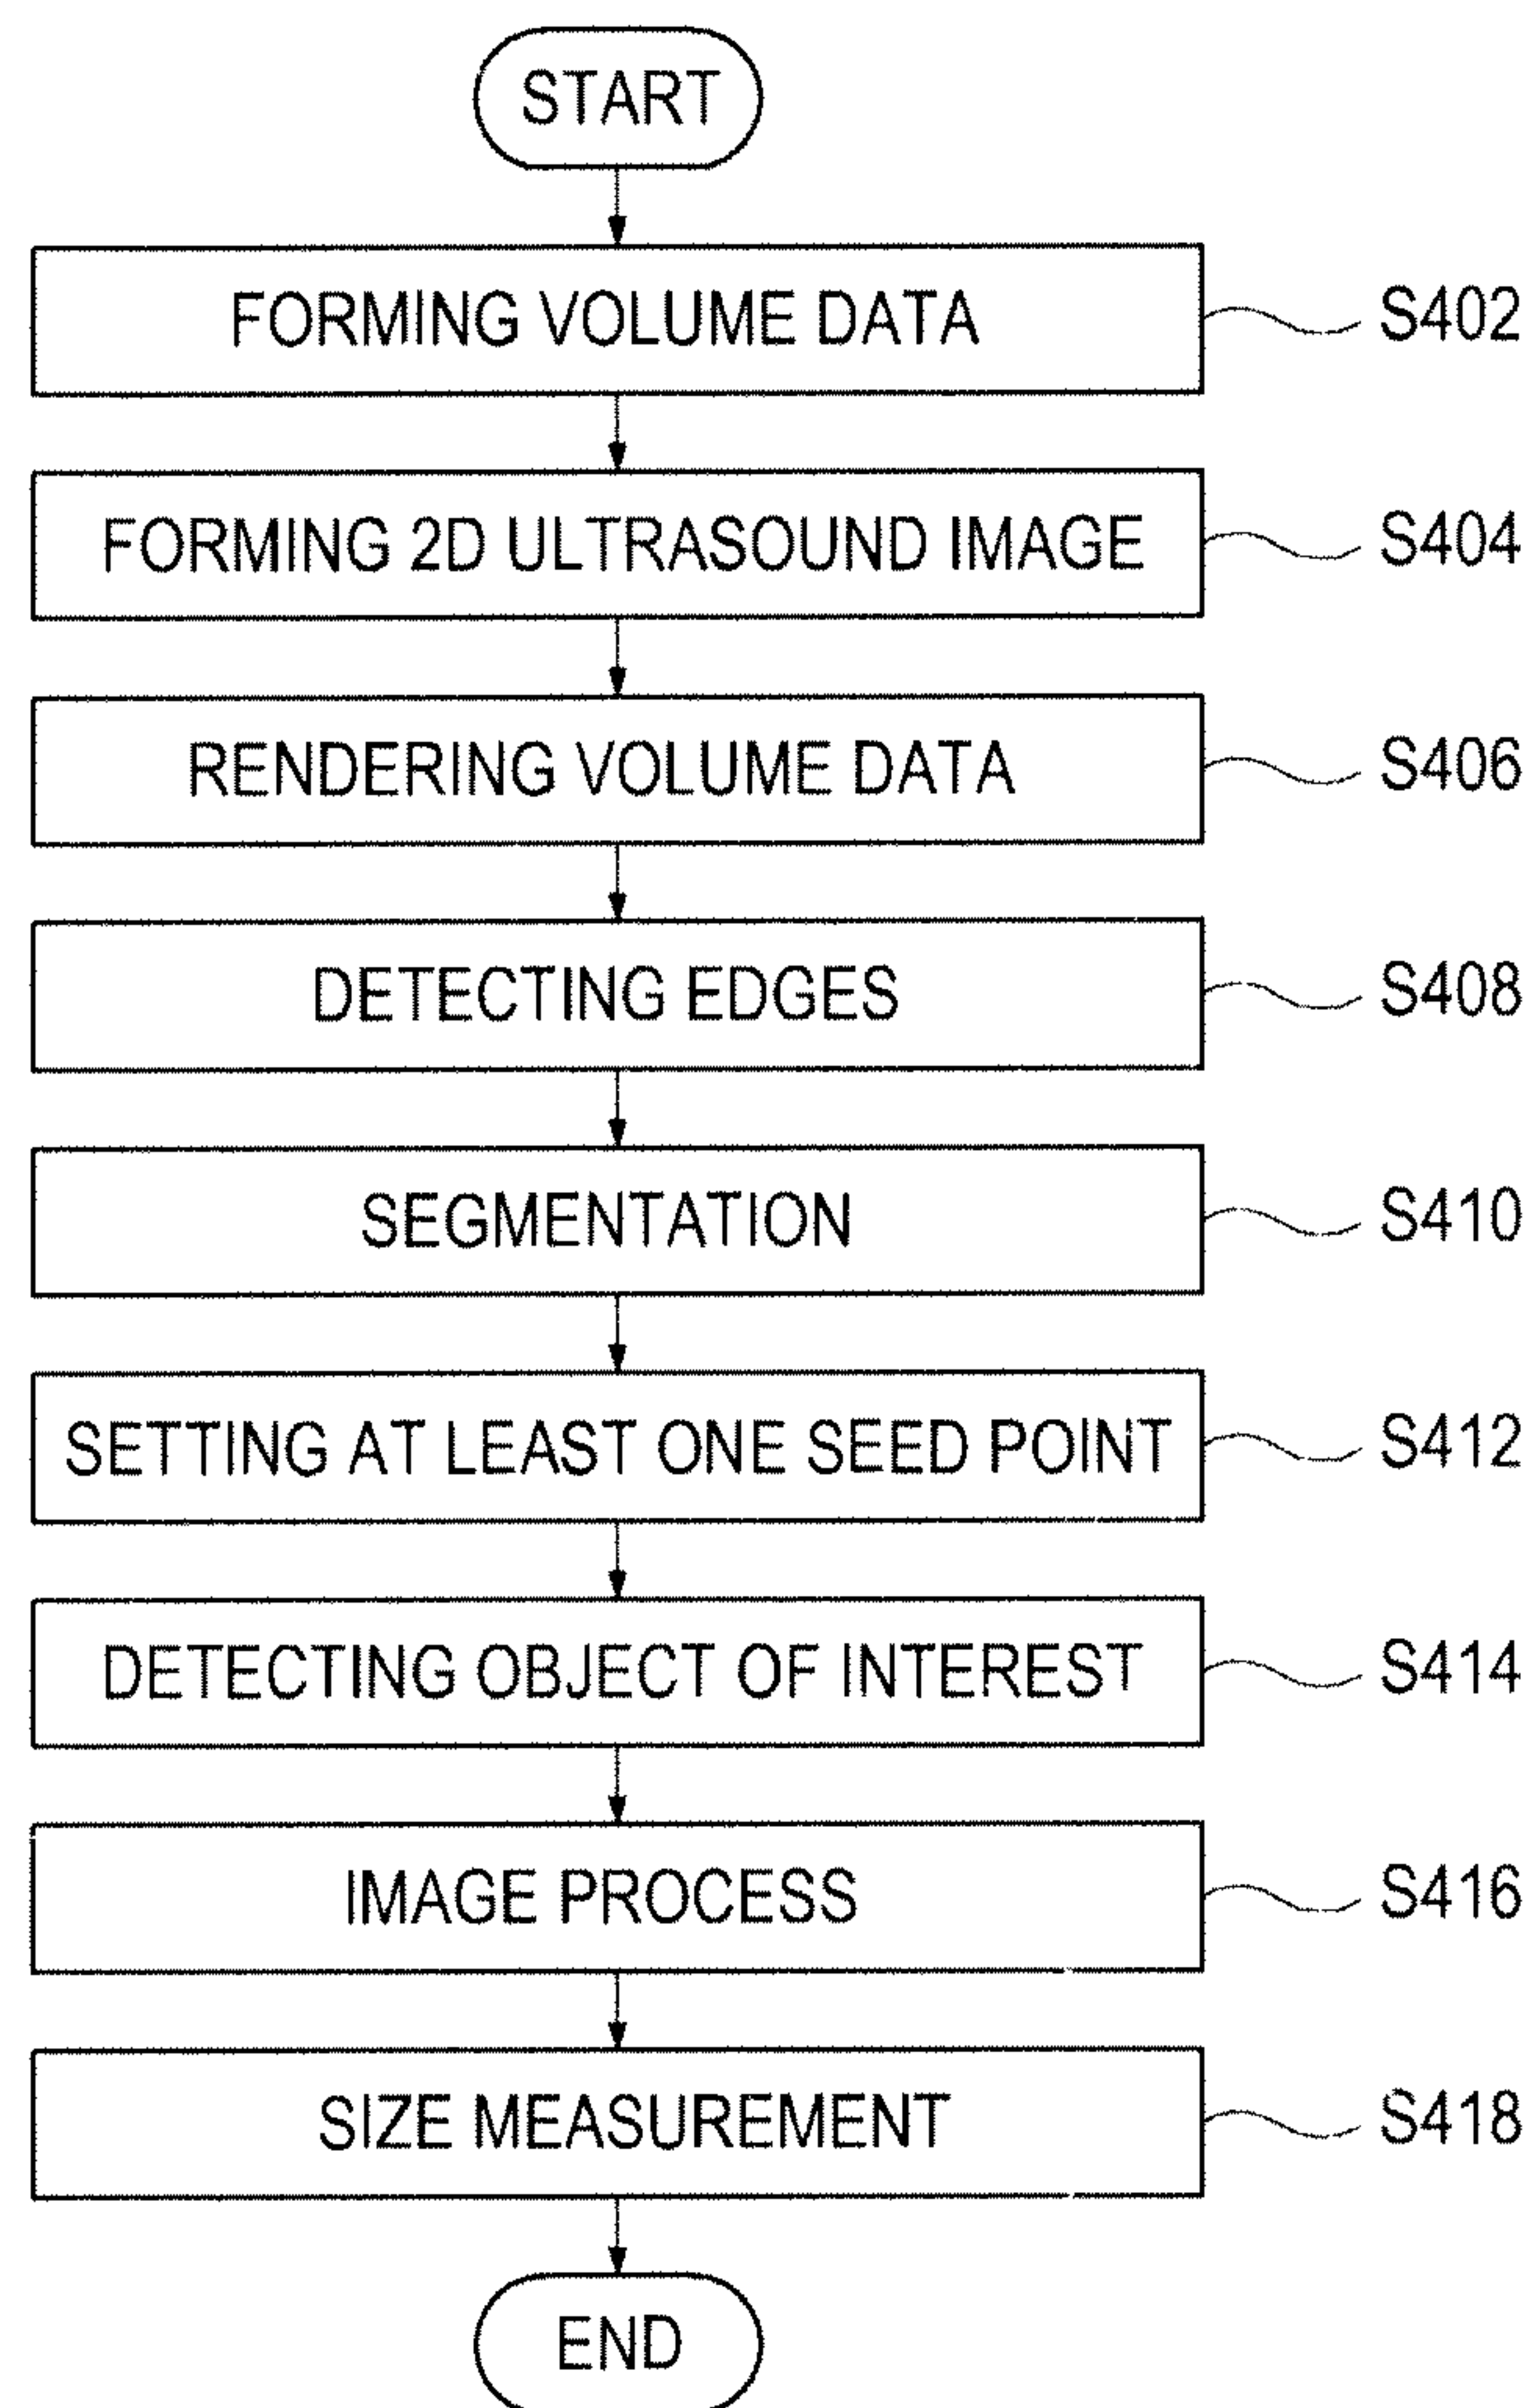 START
FORMING VOLUME DATA S402
FORMING 2D ULTRASOUND IMAGE S404
RENDERING VOLUME DATA S406
DETECTING EDGES S408
SEGMENTATION S410
SETTING AT LEAST ONE SEED POINT S412
DETECTING OBJECT OF INTEREST S414
IMAGE PROCESS S416
SIZE MEASUREMENT S418
END